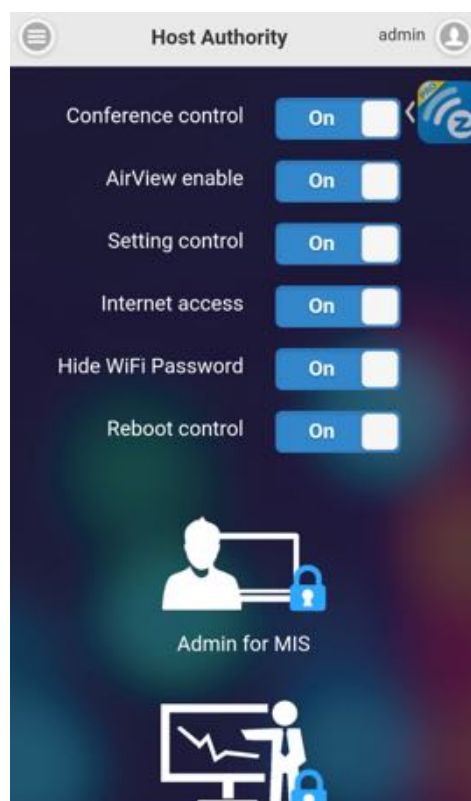 Host Authority admin
PRO
Conference control On
AirView enable On
Setting control On
Internet access On
Hide WiFi Password On
Reboot control On
Admin for MIS